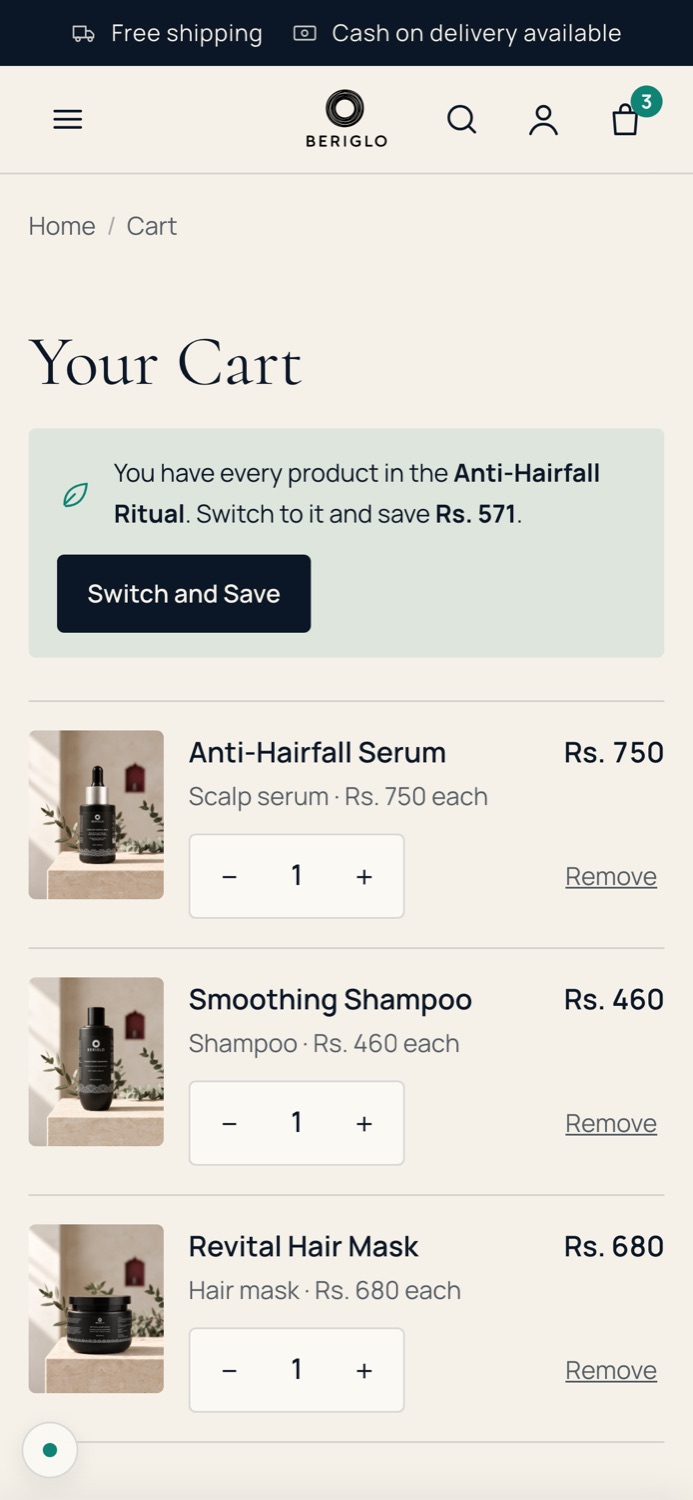 Free shipping Cash on delivery available
BERIGLO
3
Home / Cart
Your Cart
You have every product in the Anti-Hairfall
Ritual. Switch to it and save Rs. 571.
Switch and Save
Anti-Hairfall Serum Rs. 750
Scalp serum · Rs. 750 each
− 1 + Remove
Smoothing Shampoo Rs. 460
Shampoo · Rs. 460 each
− 1 + Remove
Revital Hair Mask Rs. 680
Hair mask · Rs. 680 each
− 1 + Remove